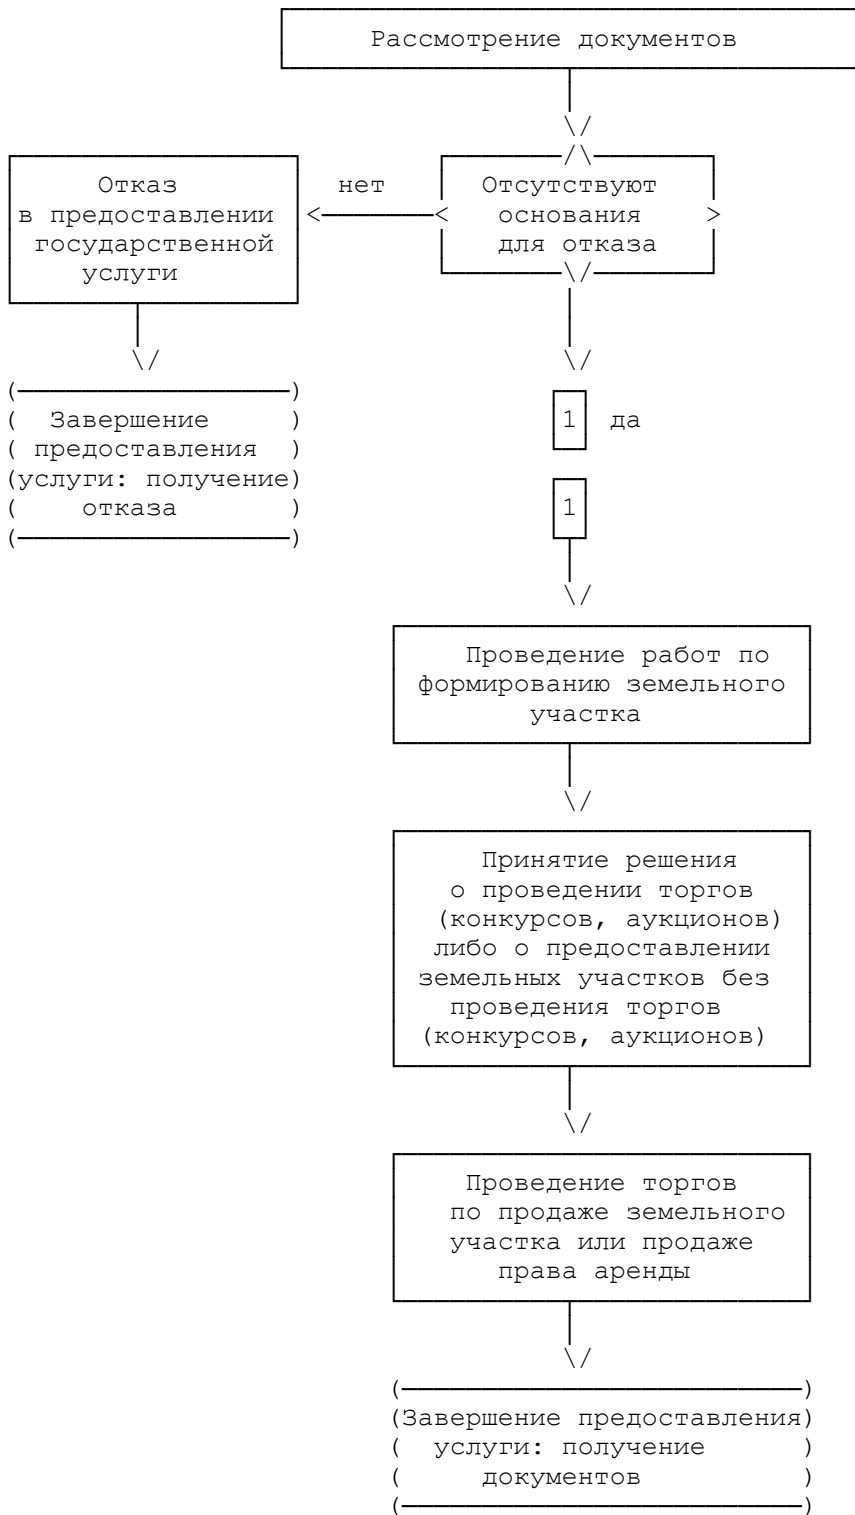 Рассмотрение документов
Отказ
в предоставлении
государственной
услуги
нет
Отсутствуют
основания
для отказа
Завершение
предоставления
услуги: получение
отказа
1 да
1
Проведение работ по
формированию земельного
участка
Принятие решения
о проведении торгов
(конкурсов, аукционов)
либо о предоставлении
земельных участков без
проведения торгов
(конкурсов, аукционов)
Проведение торгов
по продаже земельного
участка или продаже
права аренды
Завершение предоставления
услуги: получение
документов